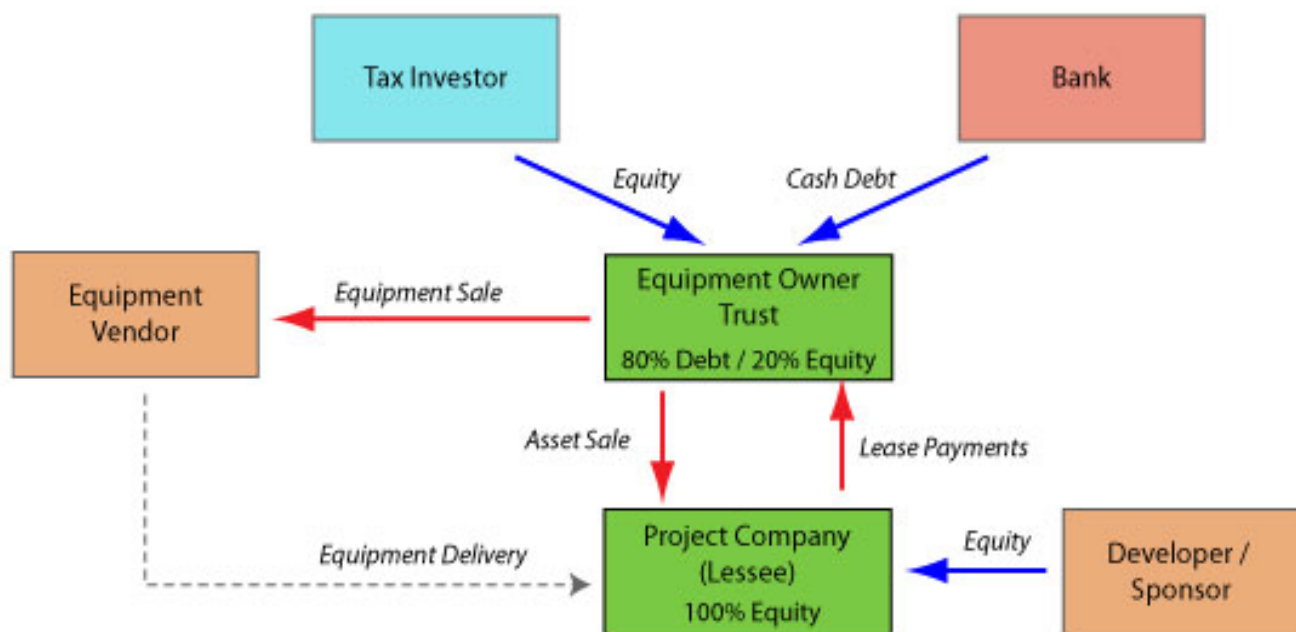 Tax Investor
Bank
Equity
Cash Debt
Equipment
Vendor
Equipment Sale
Equipment Owner
Trust
80% Debt / 20% Equity
Asset Sale
Lease Payments
Equipment Delivery
Project Company
(Lessee)
100% Equity
Equity
Developer /
Sponsor